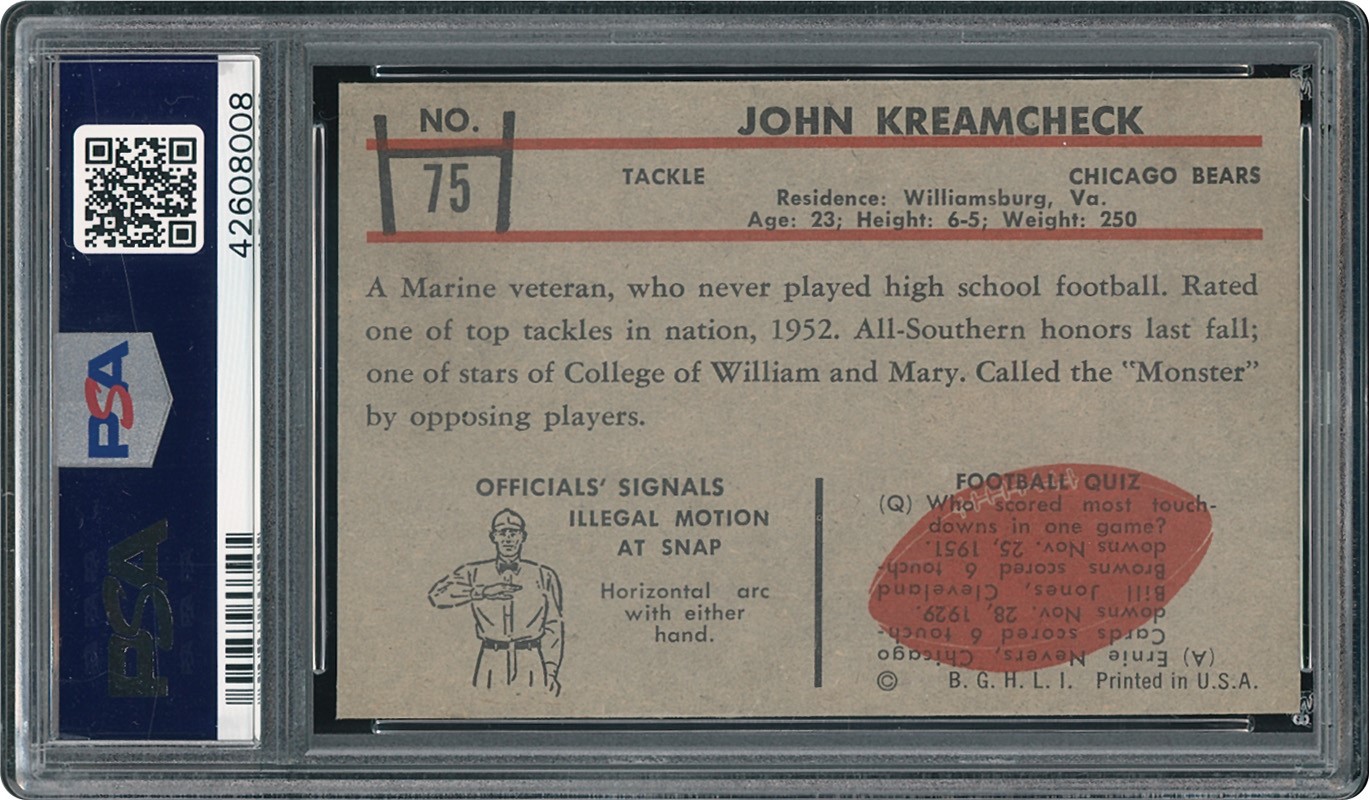 42608008
PSA
PSA
NO.
75
JOHN KREAMCHECK
TACKLE
CHICAGO BEARS
Residence: Williamsburg, Va.
Age: 23; Height: 6-5; Weight: 250
A Marine veteran, who never played high school football. Rated
one of top tackles in nation, 1952. All-Southern honors last fall;
one of stars of College of William and Mary. Called the "Monster"
by opposing players.
OFFICIALS' SIGNALS
ILLEGAL MOTION
AT SNAP
Horizontal arc
with either
hand.
FOOTBALL QUIZ
(Q) Who scored most touch-
downs in one game?
(A) Ernie Nevers, Chicago
Cards scored 6 touch-
downs Nov. 28, 1929.
Bill Jones, Cleveland
Browns scored 6 touch-
downs Nov. 25, 1951.
© B. G. H. L. I. Printed in U.S.A.